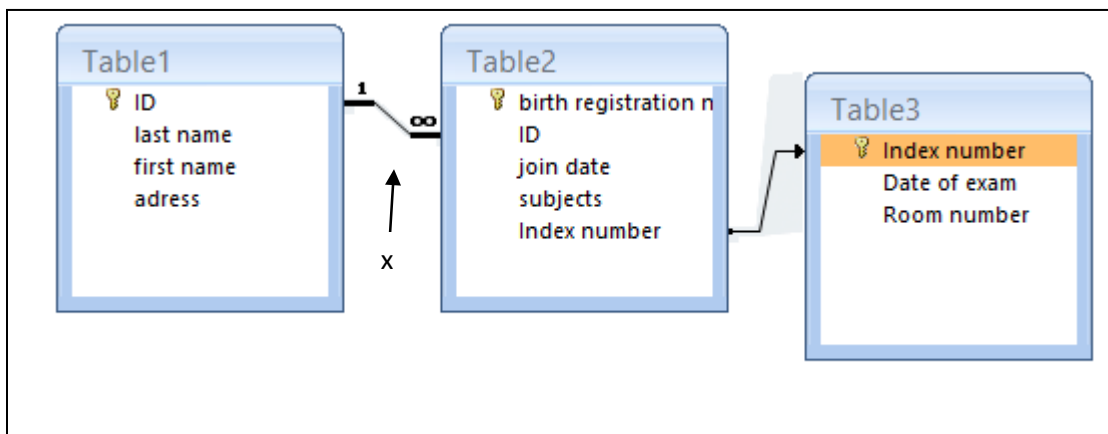 Table1
ID
last name
first name
adress
1
∞
x
Table2
birth registration n
ID
join date
subjects
Index number
Table3
Index number
Date of exam
Room number